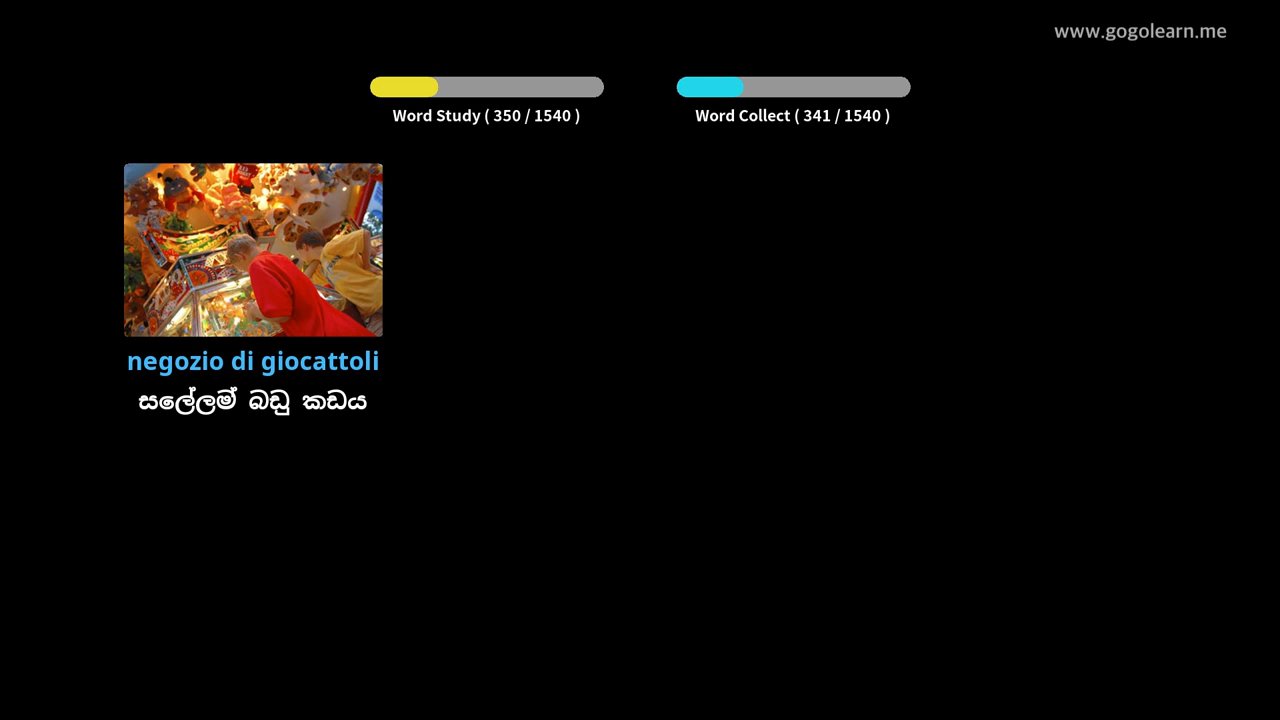 www.gogolearn.me
Word Study ( 350 / 1540 )
Word Collect ( 341 / 1540 )
negozio di giocattoli
සෙල්ලම් බඩු කඩය